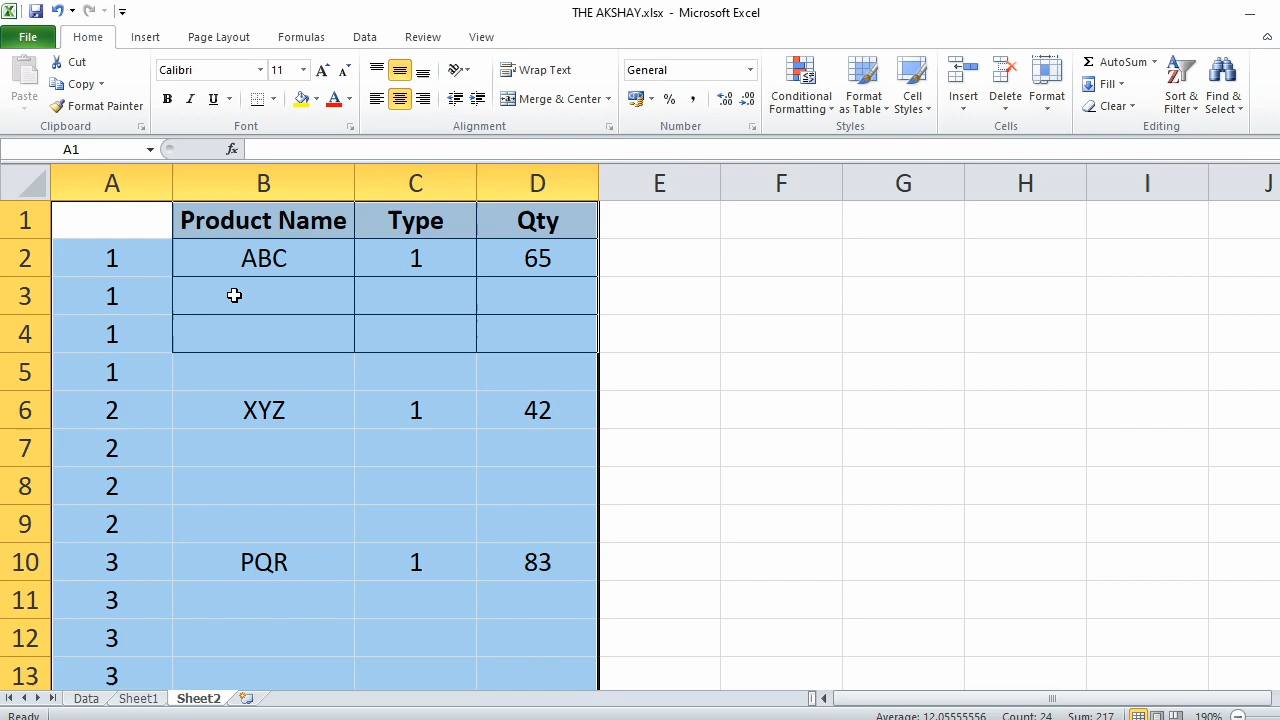 THE AKSHAY.xlsx - Microsoft Excel
File Home Insert Page Layout Formulas Data Review View
Paste
Cut
Copy
Format Painter
Clipboard
Calibri 11
B I U
Font
Wrap Text
Merge & Center
Alignment
General
Number
Conditional Formatting
Format as Table
Cell Styles
Styles
Insert Delete Format
Cells
AutoSum
Fill
Clear
Sort & Filter
Find & Select
Editing
A1 fx
A B C D E F G H I J
1 Product Name Type Qty
2 1 ABC 1 65
3 1
4 1
5 1
6 2 XYZ 1 42
7 2
8 2
9 2
10 3 PQR 1 83
11 3
12 3
13 3
Data Sheet1 Sheet2
Ready Average: 12.05555556 Count: 24 Sum: 217 190%